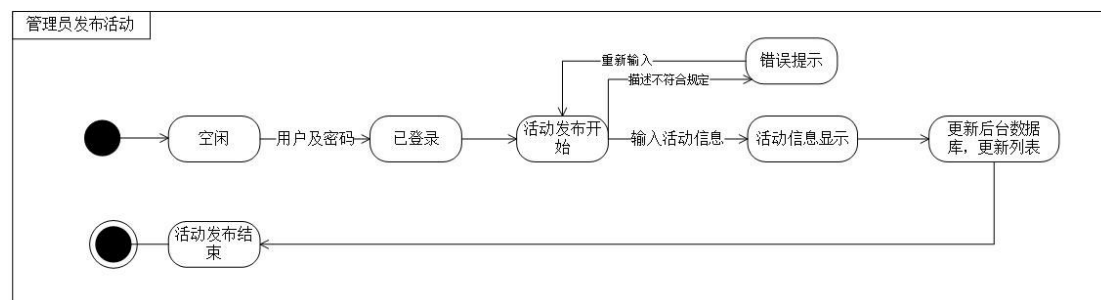 管理员发布活动
重新输入
错误提示
描述不符合规定
空闲
用户及密码
已登录
活动发布开
始
输入活动信息
活动信息显示
更新后台数据
库，更新列表
活动发布结
束